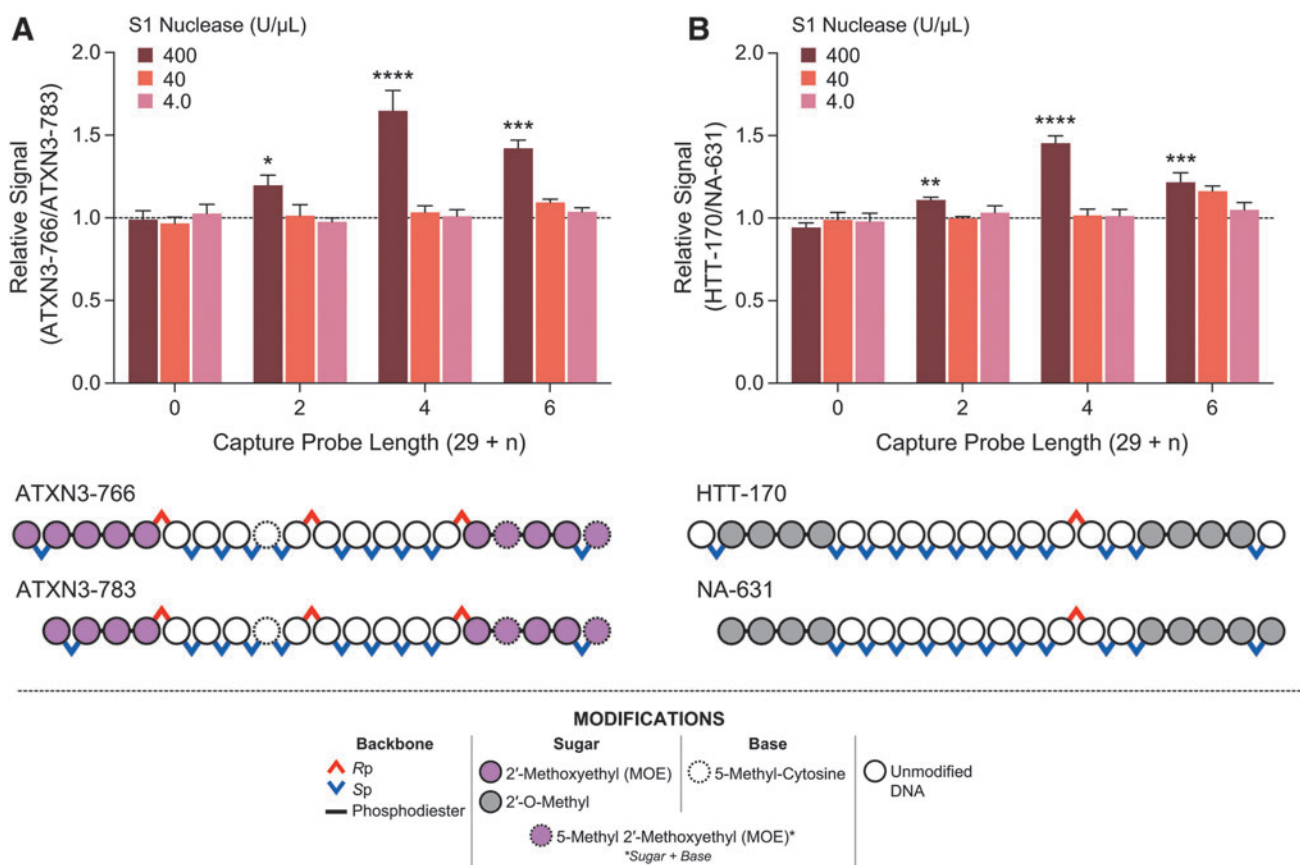 A
S1 Nuclease (U/µL)
400
40
4.0
2.0
1.5
1.0
0.5
0.0
*
****
***
0 2 4 6
Relative Signal
(ATXN3-766/ATXN3-783)
Capture Probe Length (29 + n)
B
S1 Nuclease (U/µL)
400
40
4.0
2.0
1.5
1.0
0.5
0.0
**
****
***
0 2 4 6
Relative Signal
(HTT-170/NA-631)
Capture Probe Length (29 + n)
ATXN3-766
ATXN3-783
HTT-170
NA-631
MODIFICATIONS
Backbone
Rp
Sp
Phosphodiester
Sugar
2′-Methoxyethyl (MOE)
2′-O-Methyl
Base
5-Methyl-Cytosine
Unmodified
DNA
5-Methyl 2′-Methoxyethyl (MOE)*
*Sugar + Base